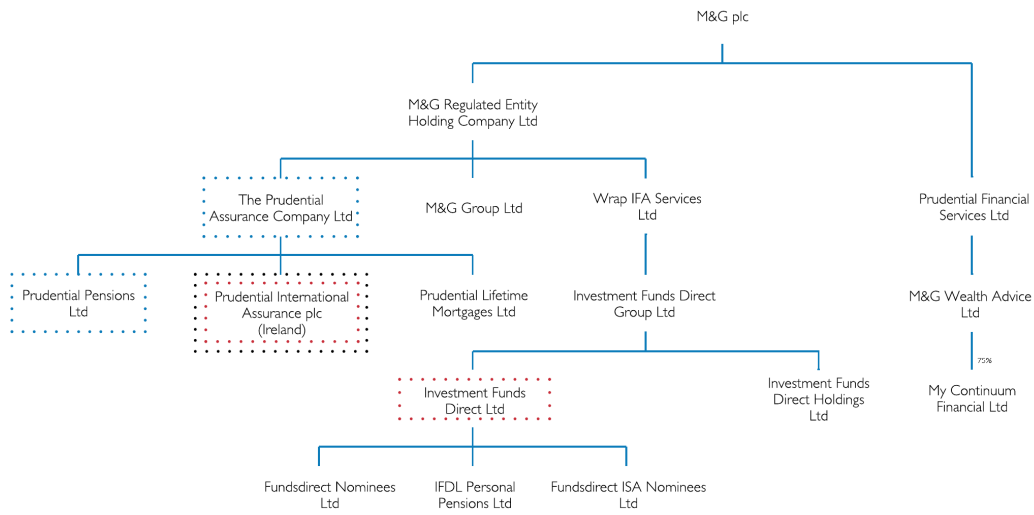 M&G plc
M&G Regulated Entity
Holding Company Ltd
The Prudential
Assurance Company Ltd
M&G Group Ltd
Wrap IFA Services
Ltd
Prudential Financial
Services Ltd
Prudential Pensions
Ltd
Prudential International
Assurance plc
(Ireland)
Prudential Lifetime
Mortgages Ltd
Investment Funds Direct
Group Ltd
M&G Wealth Advice
Ltd
75%
Investment Funds
Direct Ltd
Investment Funds
Direct Holdings
Ltd
My Continuum
Financial Ltd
Fundsdirect Nominees
Ltd
IFDL Personal
Pensions Ltd
Fundsdirect ISA Nominees
Ltd